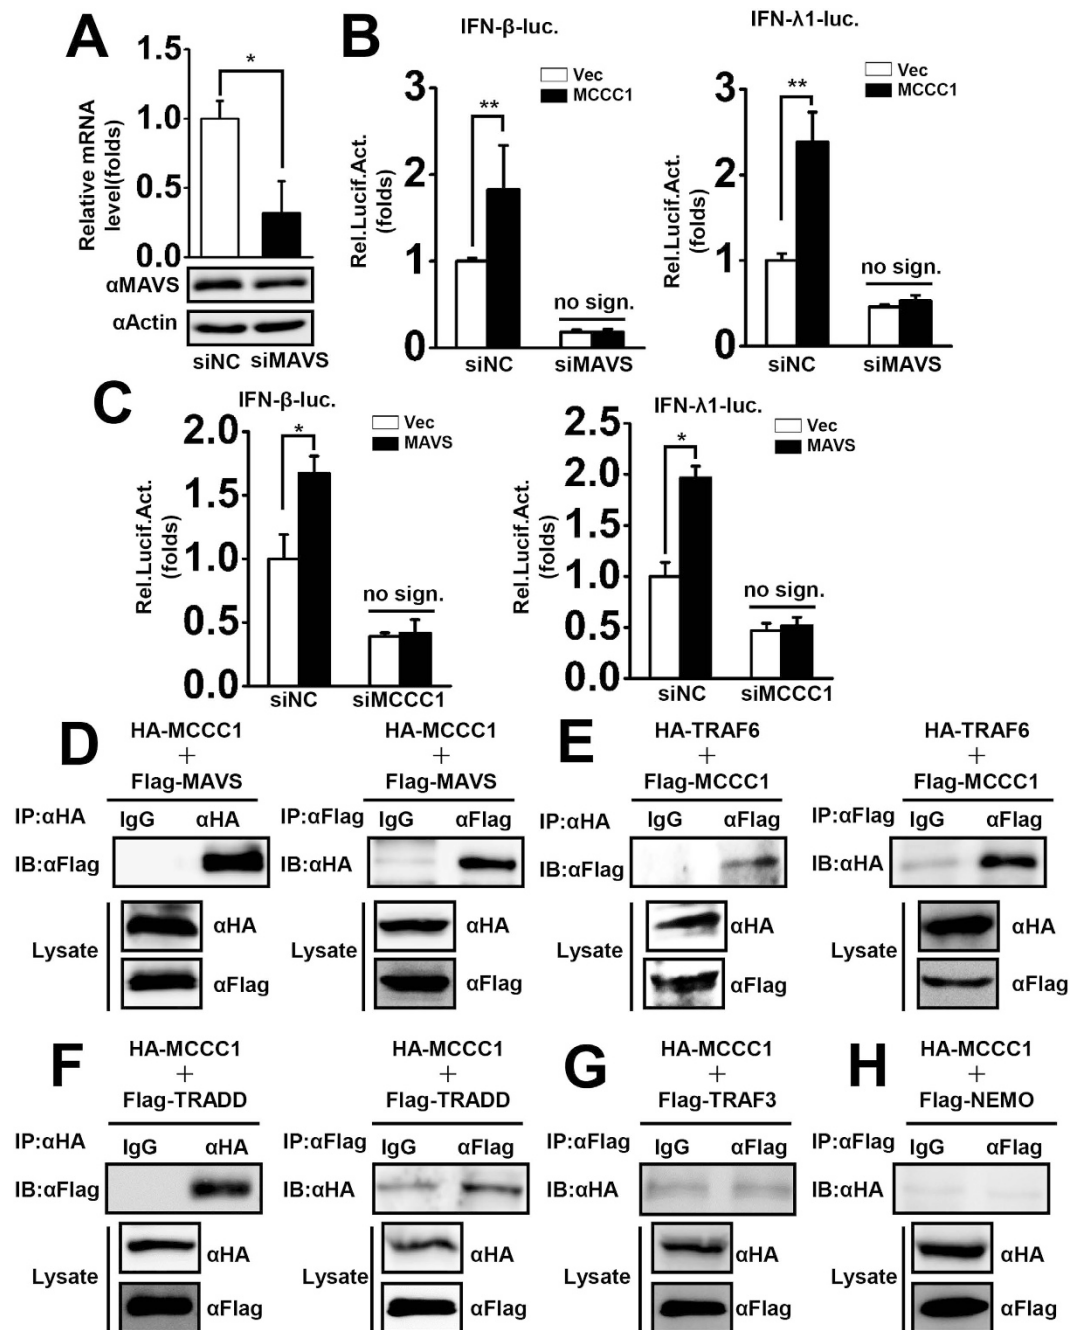 A
Relative mRNA
level(folds)
1.5
1.0
0.5
0.0
*
αMAVS
αActin
siNC siMAVS
B
IFN-β-luc.
Vec
MCCC1
Rel.Lucif.Act.
(folds)
3
2
1
0
**
no sign.
siNC siMAVS
IFN-λ1-luc.
Vec
MCCC1
Rel.Lucif.Act.
(folds)
3
2
1
0
**
no sign.
siNC siMAVS
C
IFN-β-luc.
Vec
MAVS
Rel.Lucif.Act.
(folds)
2.0
1.5
1.0
0.5
0.0
*
no sign.
siNC siMCCC1
IFN-λ1-luc.
Vec
MAVS
Rel.Lucif.Act.
(folds)
2.5
2.0
1.5
1.0
0.5
0.0
*
no sign.
siNC siMCCC1
D
HA-MCCC1
+
Flag-MAVS
IP:αHA IgG αHA
IB:αFlag
Lysate
αHA
αFlag
HA-MCCC1
+
Flag-MAVS
IP:αFlag IgG αFlag
IB:αHA
αHA
αFlag
E
HA-TRAF6
+
Flag-MCCC1
IP:αHA IgG αFlag
IB:αFlag
Lysate
αHA
αFlag
HA-TRAF6
+
Flag-MCCC1
IP:αFlag IgG αFlag
IB:αHA
αHA
αFlag
F
HA-MCCC1
+
Flag-TRADD
IP:αHA IgG αHA
IB:αFlag
Lysate
αHA
αFlag
HA-MCCC1
+
Flag-TRADD
IP:αFlag IgG αFlag
IB:αHA
Lysate
αHA
αFlag
G
HA-MCCC1
+
Flag-TRAF3
IP:αFlag IgG αFlag
IB:αHA
Lysate
αHA
αFlag
H
HA-MCCC1
+
Flag-NEMO
IP:αFlag IgG αFlag
IB:αHA
Lysate
αHA
αFlag